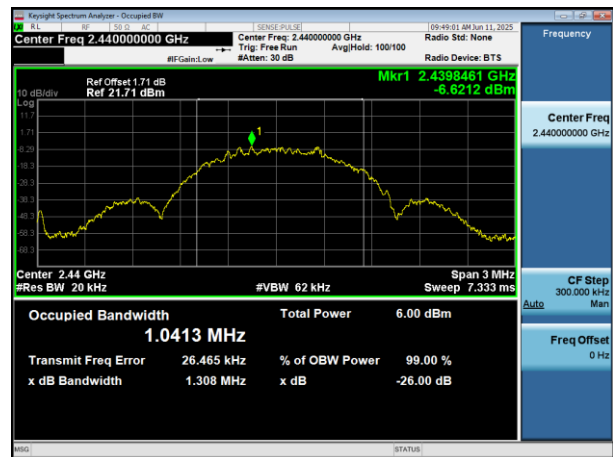 Keysight Spectrum Analyzer - Occupied BW
RL RF 50 Ω AC SENSE:PULSE 09:49:01 AM Jun 11, 2025
Center Freq 2.440000000 GHz
Center Freq: 2.440000000 GHz
Radio Std: None
Trig: Free Run Avg|Hold: 100/100
#IFGain:Low #Atten: 30 dB Radio Device: BTS
Ref Offset 1.71 dB
10 dB/div Ref 21.71 dBm
Mkr1 2.4398461 GHz
-6.6212 dBm
Log
11.7
1.71
-8.29
-18.3
-28.3
-38.3
-48.3
-58.3
-68.3
1
Center 2.44 GHz Span 3 MHz
#Res BW 20 kHz #VBW 62 kHz Sweep 7.333 ms
Occupied Bandwidth Total Power 6.00 dBm
1.0413 MHz
Transmit Freq Error 26.465 kHz % of OBW Power 99.00 %
x dB Bandwidth 1.308 MHz x dB -26.00 dB
MSG STATUS
Frequency
Center Freq
2.440000000 GHz
CF Step
300.000 kHz
Auto Man
Freq Offset
0 Hz